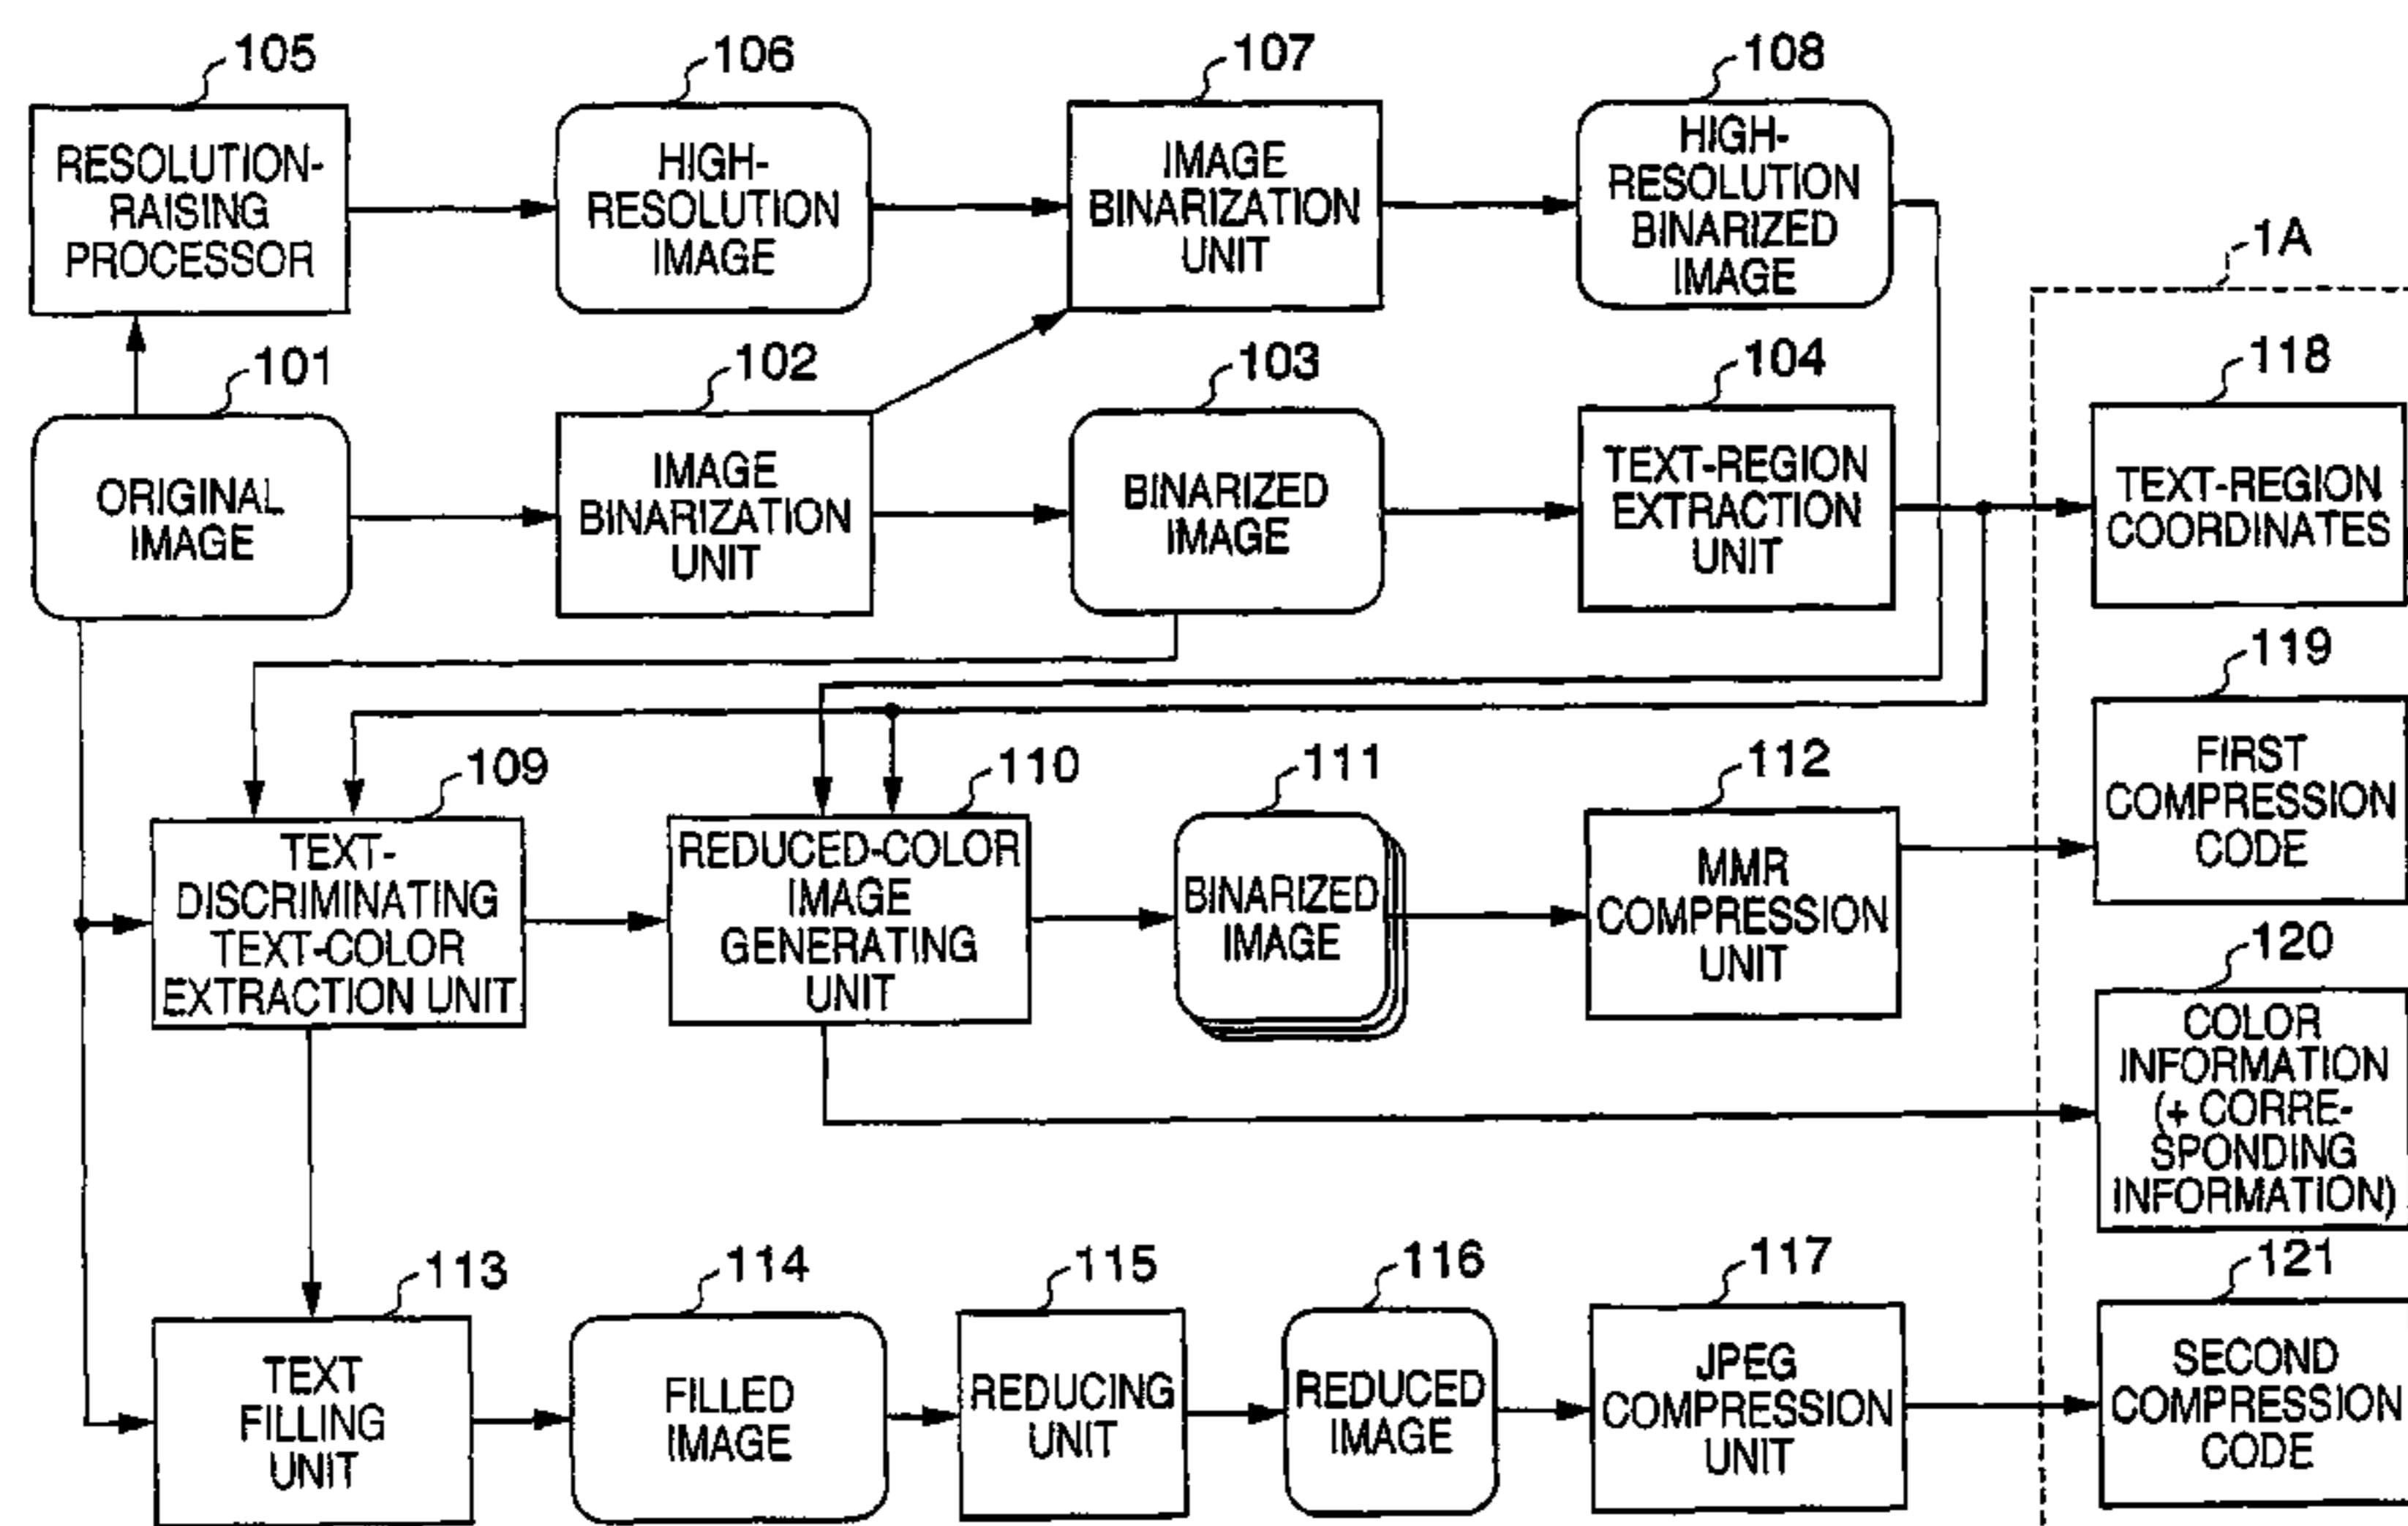 105
RESOLUTION-
RAISING
PROCESSOR
106
HIGH-
RESOLUTION
IMAGE
107
IMAGE
BINARIZATION
UNIT
108
HIGH-
RESOLUTION
BINARIZED
IMAGE
1A
101
ORIGINAL
IMAGE
102
IMAGE
BINARIZATION
UNIT
103
BINARIZED
IMAGE
104
TEXT-REGION
EXTRACTION
UNIT
118
TEXT-REGION
COORDINATES
119
FIRST
COMPRESSION
CODE
109
TEXT-
DISCRIMINATING
TEXT-COLOR
EXTRACTION UNIT
110
REDUCED-COLOR
IMAGE
GENERATING
UNIT
111
BINARIZED
IMAGE
112
MMR
COMPRESSION
UNIT
120
COLOR
INFORMATION
(+ CORRE-
SPONDING
INFORMATION)
113
TEXT
FILLING
UNIT
114
FILLED
IMAGE
115
REDUCING
UNIT
116
REDUCED
IMAGE
117
JPEG
COMPRESSION
UNIT
121
SECOND
COMPRESSION
CODE